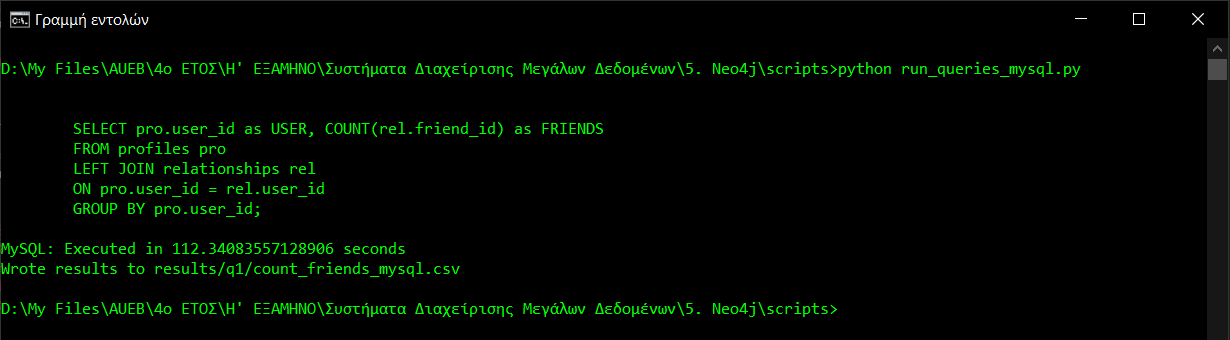 Γραμμή εντολών
D:\My Files\AUEB\4ο ΕΤΟΣ\Η' ΕΞΑΜΗΝΟ\Συστήματα Διαχείρισης Μεγάλων Δεδομένων\5. Neo4j\scripts>python run_queries_mysql.py
SELECT pro.user_id as USER, COUNT(rel.friend_id) as FRIENDS
FROM profiles pro
LEFT JOIN relationships rel
ON pro.user_id = rel.user_id
GROUP BY pro.user_id;
MySQL: Executed in 112.34083557128906 seconds
Wrote results to results/q1/count_friends_mysql.csv
D:\My Files\AUEB\4ο ΕΤΟΣ\Η' ΕΞΑΜΗΝΟ\Συστήματα Διαχείρισης Μεγάλων Δεδομένων\5. Neo4j\scripts>